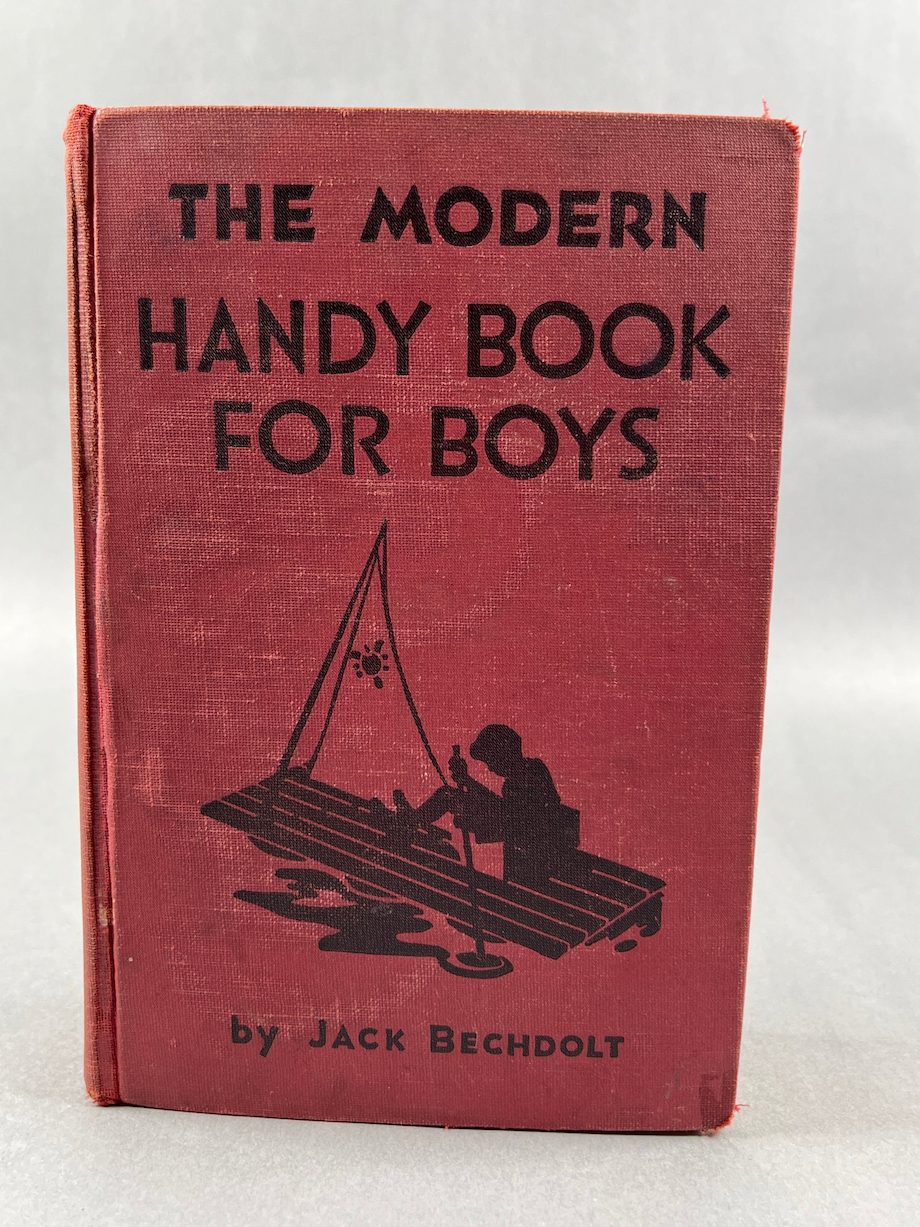 THE MODERN
HANDY BOOK
FOR BOYS
by JACK BECHDOLT